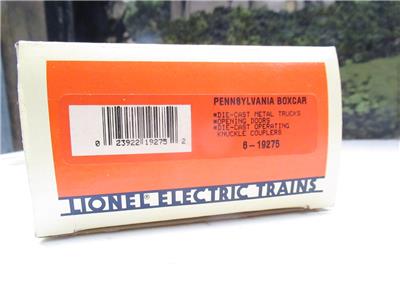 PENNSYLVANIA BOXCAR
*DIE-CAST METAL TRUCKS
*OPENING DOORS
*DIE-CAST OPERATING
KNUCKLE COUPLERS
6-19275
0 23922 19275 2
LIONEL® ELECTRIC TRAINS